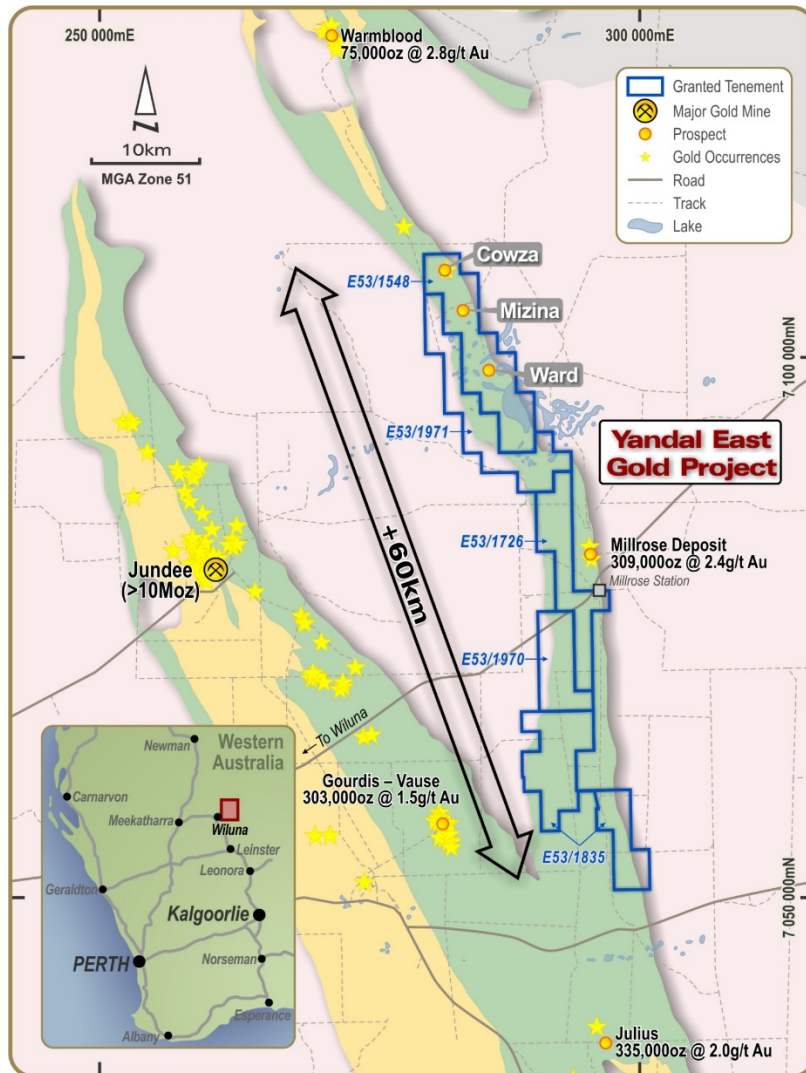 250 000mE
300 000mE
Warmblood
75,000oz @ 2.8g/t Au
N
10km
MGA Zone 51
Granted Tenement
Major Gold Mine
Prospect
Gold Occurrences
Road
Track
Lake
Cowza
E53/1548
Mizina
7 100 000mN
Ward
E53/1971
Yandal East
Gold Project
+60km
E53/1726
Millrose Deposit
309,000oz @ 2.4g/t Au
Millrose Station
Jundee
(>10Moz)
E53/1970
To Wiluna
Gourdis – Vause
303,000oz @ 1.5g/t Au
E53/1835
7 050 000mN
Julius
335,000oz @ 2.0g/t Au
Western
Australia
Newman
Carnarvon
Meekatharra
Wiluna
Leinster
Leonora
Geraldton
Kalgoorlie
PERTH
Norseman
Esperance
Albany